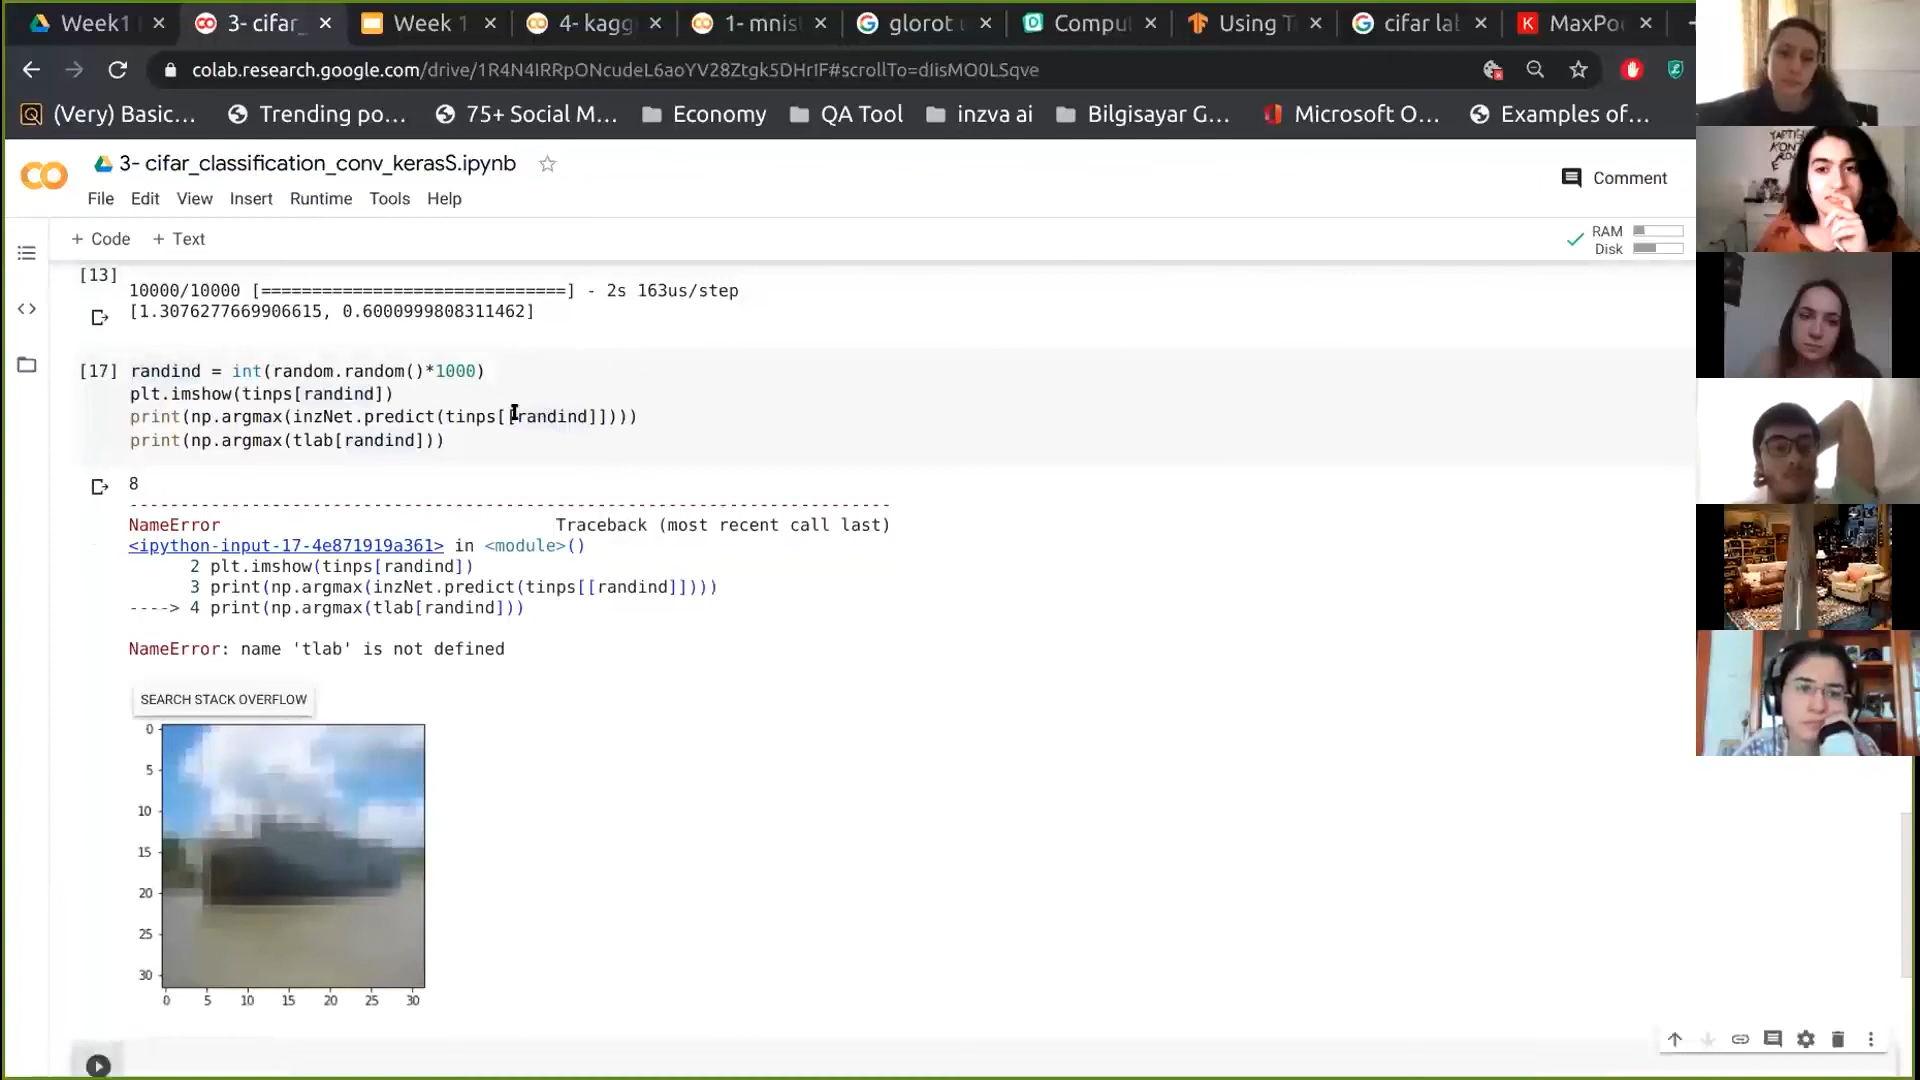 Week1
3- cifar_
Week 1
4- kagg
1- mnis
glorot u
Compu
Using T
cifar lab
MaxPo
colab.research.google.com/drive/1R4N4IRRpONcudeL6aoYV28Ztgk5DHrIF#scrollTo=dIisMO0LSqve
(Very) Basic...
Trending po...
75+ Social M...
Economy
QA Tool
inzva ai
Bilgisayar G...
Microsoft O...
Examples of...
3- cifar_classification_conv_kerasS.ipynb
Comment
File Edit View Insert Runtime Tools Help
+ Code + Text
RAM
Disk
[13]
10000/10000 [==============================] - 2s 163us/step
[1.3076277669906615, 0.6000999808311462]
[17] randind = int(random.random()*1000)
plt.imshow(tinps[randind])
print(np.argmax(inzNet.predict(tinps[[randind]])))
print(np.argmax(tlab[randind]))
8
---------------------------------------------------------------------------
NameError Traceback (most recent call last)
<ipython-input-17-4e871919a361> in <module>()
2 plt.imshow(tinps[randind])
3 print(np.argmax(inzNet.predict(tinps[[randind]])))
----> 4 print(np.argmax(tlab[randind]))
NameError: name 'tlab' is not defined
SEARCH STACK OVERFLOW
0
5
10
15
20
25
30
0 5 10 15 20 25 30